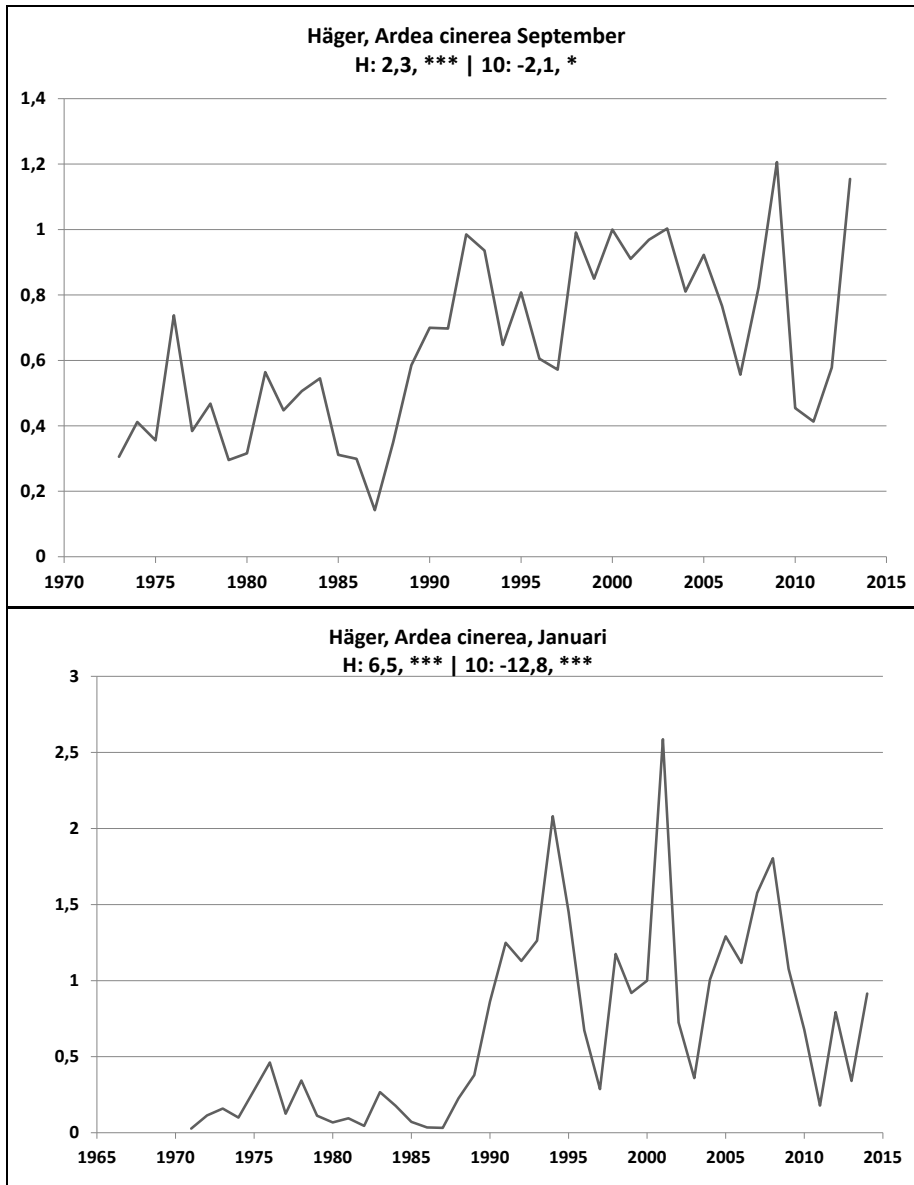 Häger, Ardea cinerea September
H: 2,3, *** | 10: -2,1, *
1,4
1,2
1
0,8
0,6
0,4
0,2
0
1970 1975 1980 1985 1990 1995 2000 2005 2010 2015
Häger, Ardea cinerea, Januari
H: 6,5, *** | 10: -12,8, ***
3
2,5
2
1,5
1
0,5
0
1965 1970 1975 1980 1985 1990 1995 2000 2005 2010 2015